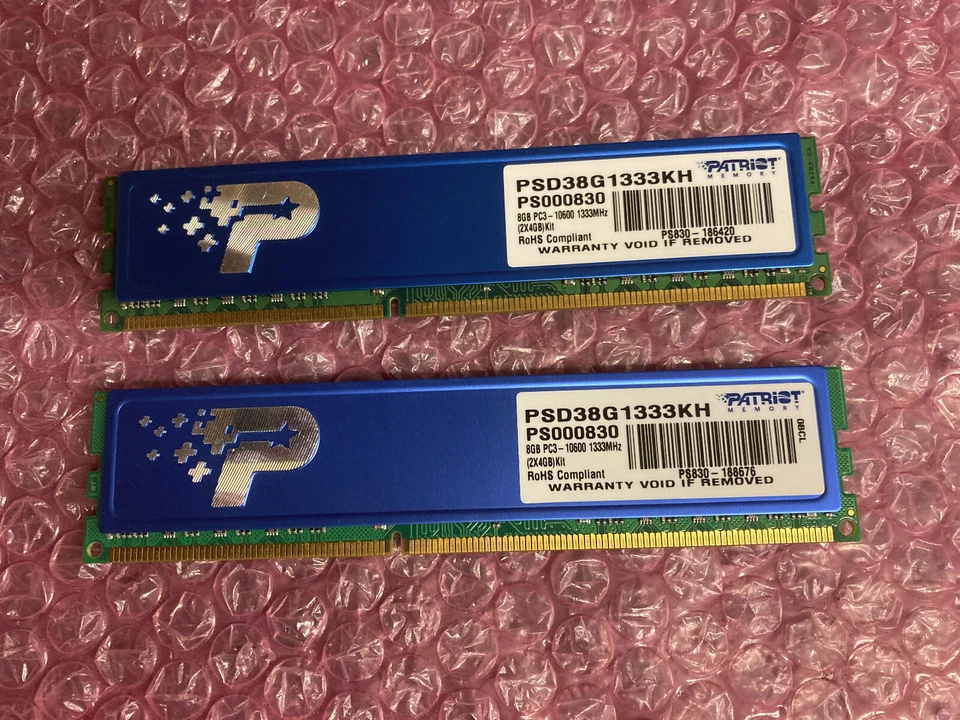 PATRIOT
MEMORY
PSD38G1333KH
PS000830
8GB PC3-10600 1333MHz
(2X4GB)Kit
RoHS Compliant
PS830-186420
WARRANTY VOID IF REMOVED
PATRIOT
MEMORY
PSD38G1333KH
PS000830
8GB PC3-10600 1333MHz
(2X4GB)Kit
RoHS Compliant
PS830-188676
WARRANTY VOID IF REMOVED